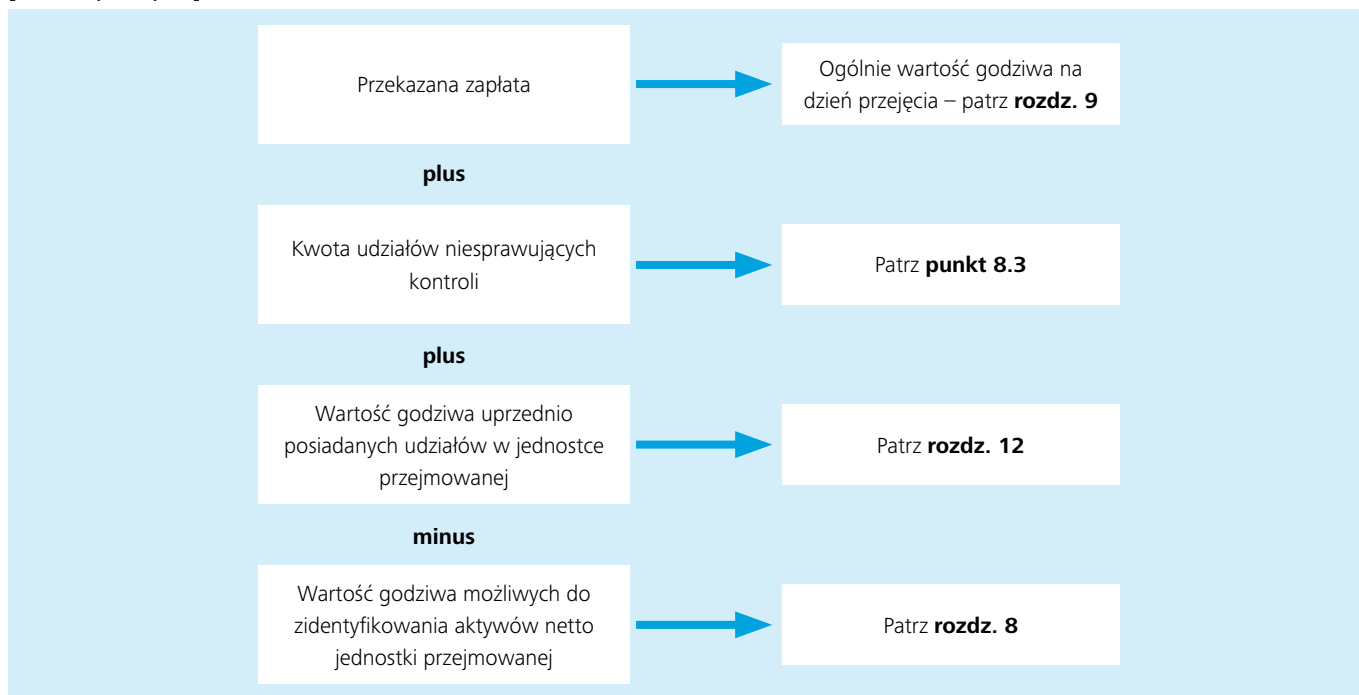 Przekazana zapłata
Ogólnie wartość godziwa na
dzień przejęcia – patrz rozdz. 9
plus
Kwota udziałów niesprawujących
kontroli
Patrz punkt 8.3
plus
Wartość godziwa uprzednio
posiadanych udziałów w jednostce
przejmowanej
Patrz rozdz. 12
minus
Wartość godziwa możliwych do
zidentyfikowania aktywów netto
jednostki przejmowanej
Patrz rozdz. 8